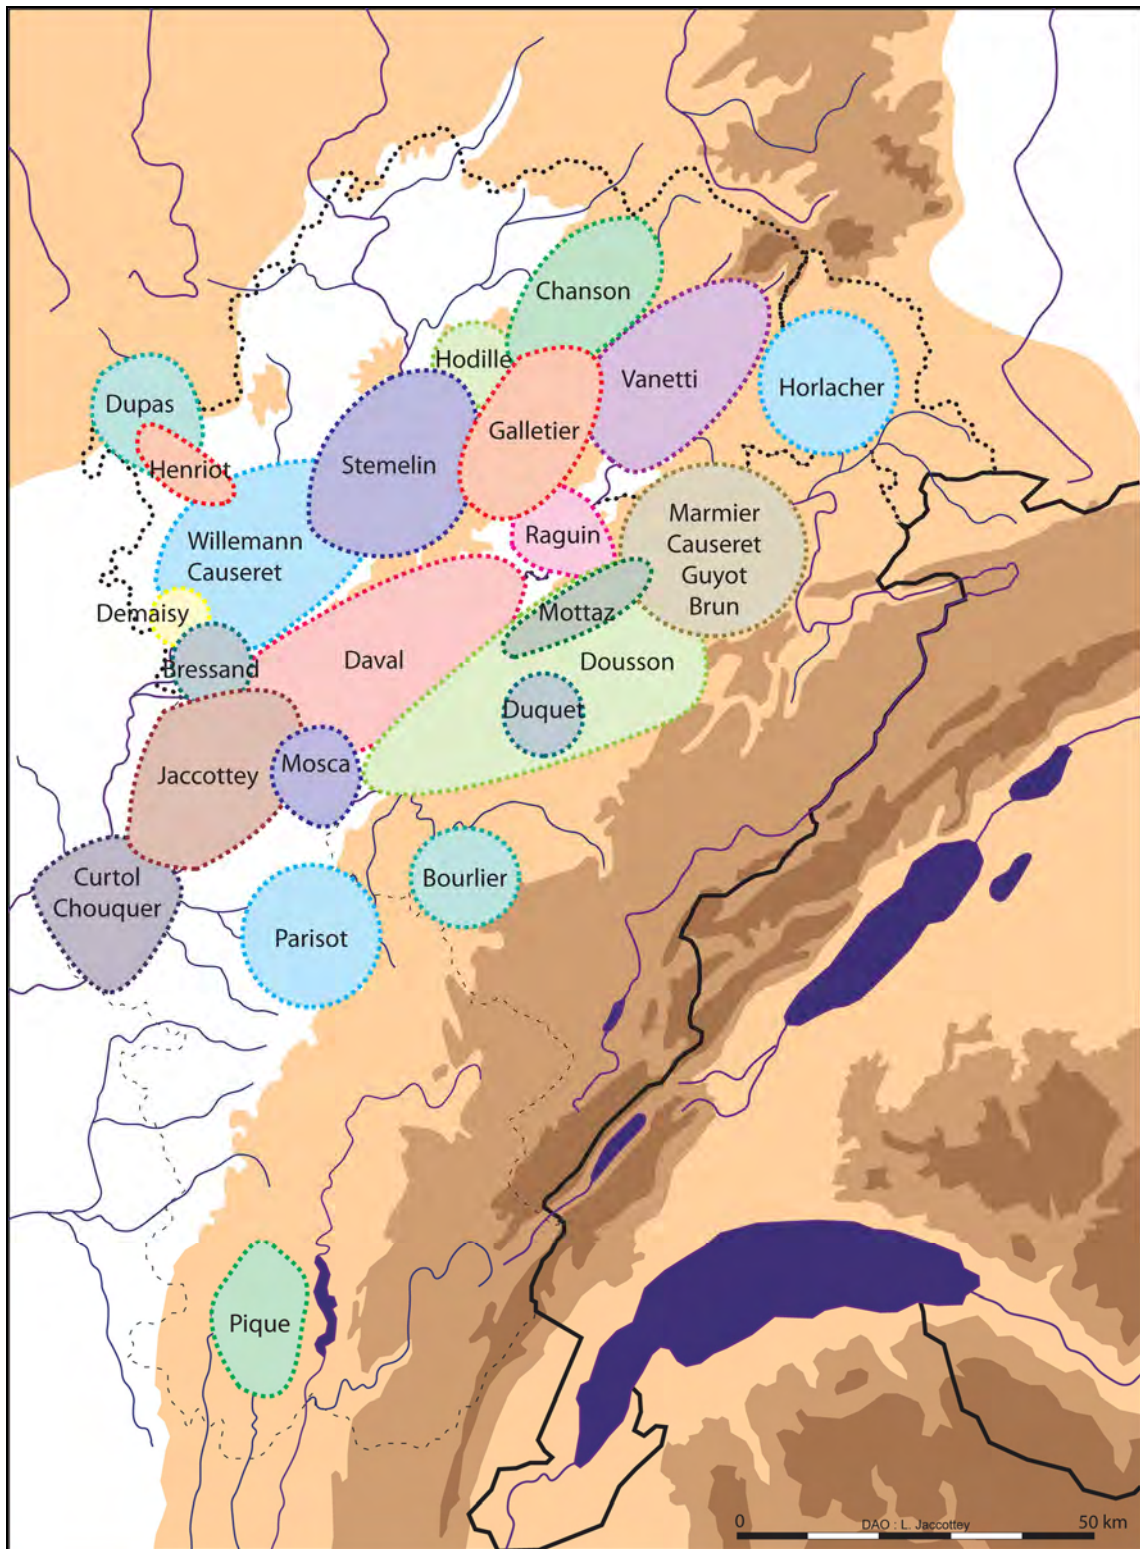 Chanson
Hodille
Vanetti
Horlacher
Dupas
Galletier
Henriot
Stemelin
Raguin
Marmier
Causeret
Guyot
Brun
Willemann
Causeret
Demaisy
Mottaz
Bressand
Daval
Dousson
Duquet
Jaccottey
Mosca
Curtol
Chouquer
Bourlier
Parisot
Pique
0
50 km
DAO : L. Jaccottey